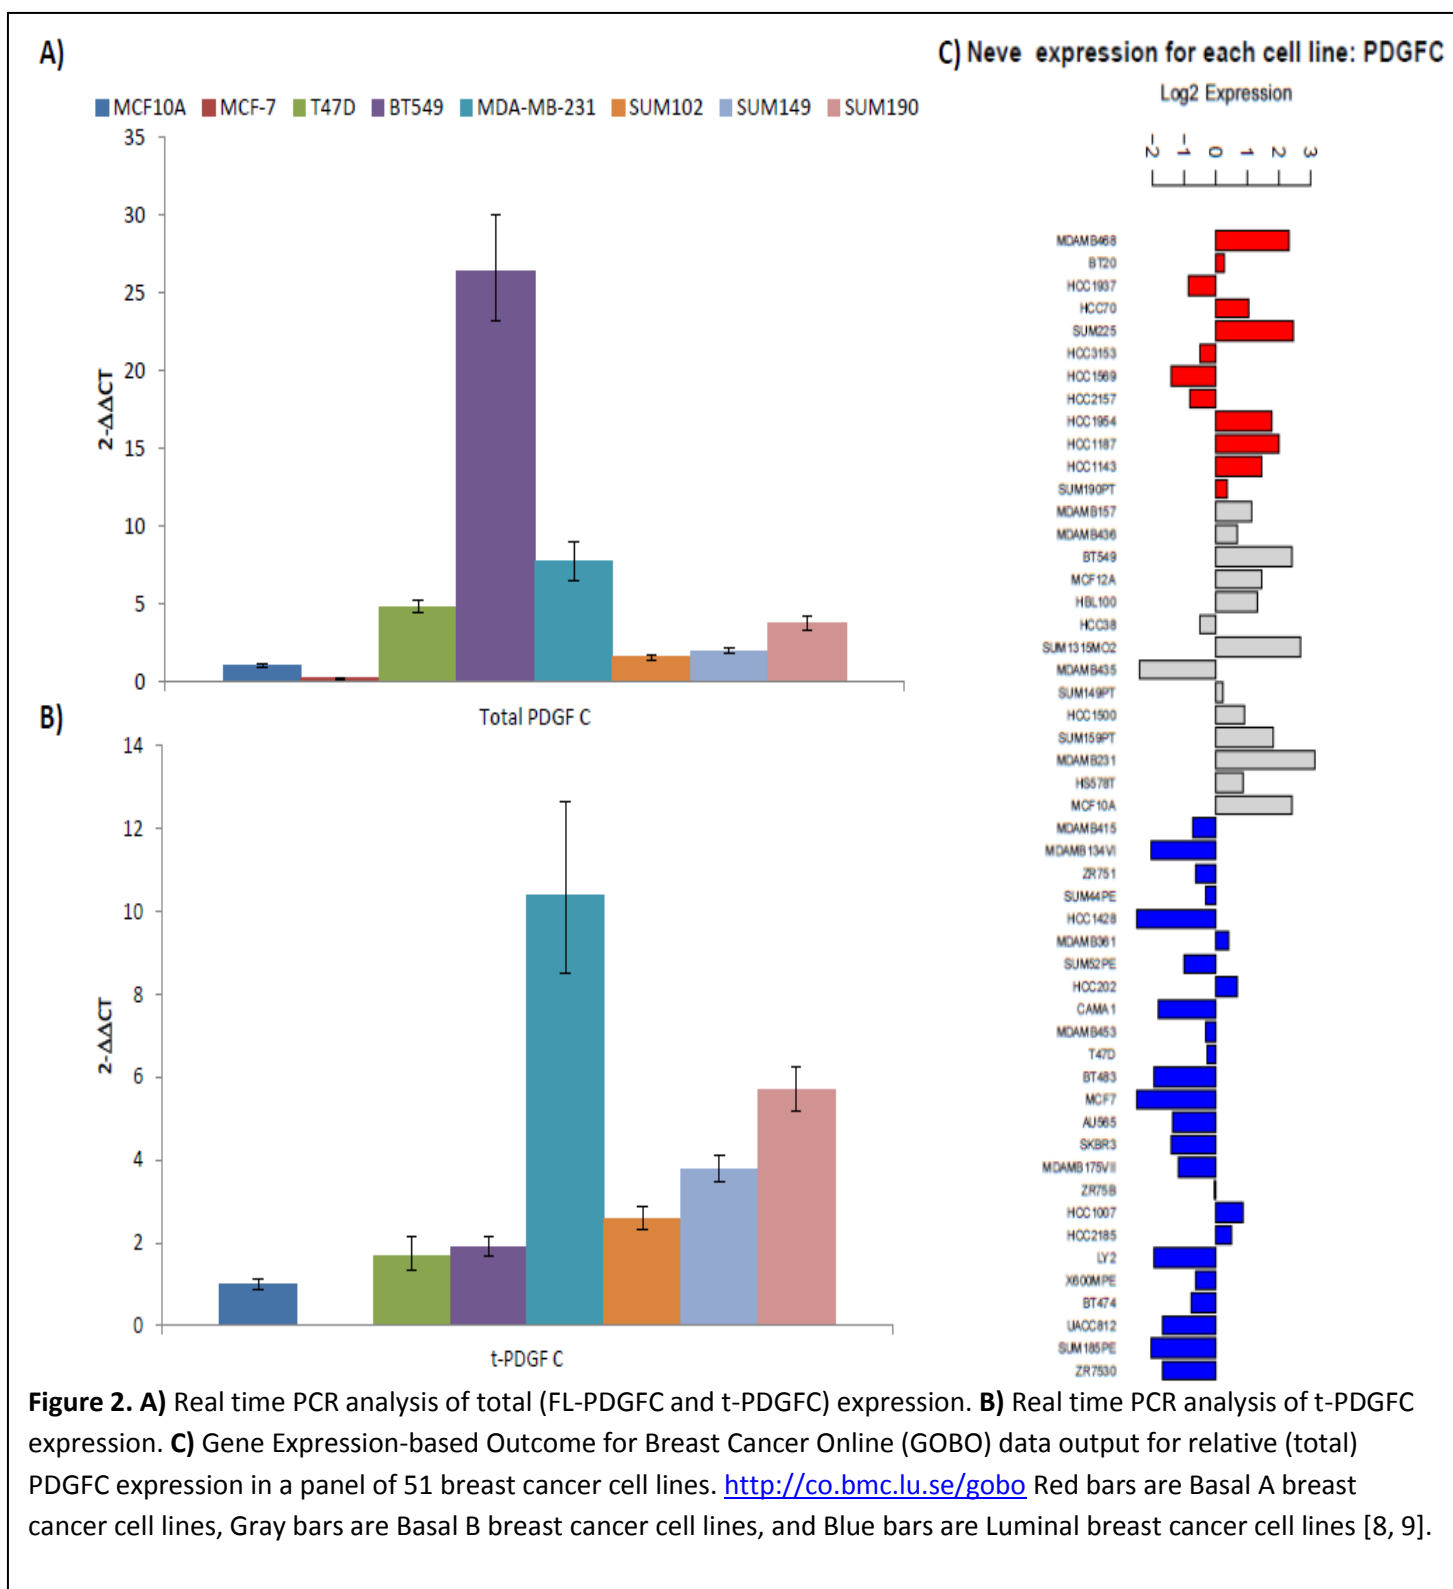 A)
MCF10A MCF-7 T47D BT549 MDA-MB-231 SUM102 SUM149 SUM190
35
30
25
20
15
10
5
0
2-ΔΔCT
Total PDGF C
B)
14
12
10
8
6
4
2
0
2-ΔΔCT
t-PDGF C
C) Neve expression for each cell line: PDGFC
Log2 Expression
-2 -1 0 1 2 3
MDAMB468
BT20
HCC1937
HCC70
SUM225
HCC3153
HCC1569
HCC2157
HCC1954
HCC1187
HCC1143
SUM190PT
MDAMB157
MDAMB436
BT549
MCF12A
HBL100
HCC38
SUM1315MO2
MDAMB435
SUM149PT
HCC1500
SUM159PT
MDAMB231
HS578T
MCF10A
MDAMB415
MDAMB134VI
ZR751
SUM44PE
HCC1428
MDAMB361
SUM52PE
HCC202
CAMA1
MDAMB453
T47D
BT483
MCF7
AU565
SKBR3
MDAMB175VII
ZR75B
HCC1007
HCC2185
LY2
X600MPE
BT474
UACC812
SUM185PE
ZR7530
Figure 2. A) Real time PCR analysis of total (FL-PDGFC and t-PDGFC) expression. B) Real time PCR analysis of t-PDGFC
expression. C) Gene Expression-based Outcome for Breast Cancer Online (GOBO) data output for relative (total)
PDGFC expression in a panel of 51 breast cancer cell lines. http://co.bmc.lu.se/gobo Red bars are Basal A breast
cancer cell lines, Gray bars are Basal B breast cancer cell lines, and Blue bars are Luminal breast cancer cell lines [8, 9].